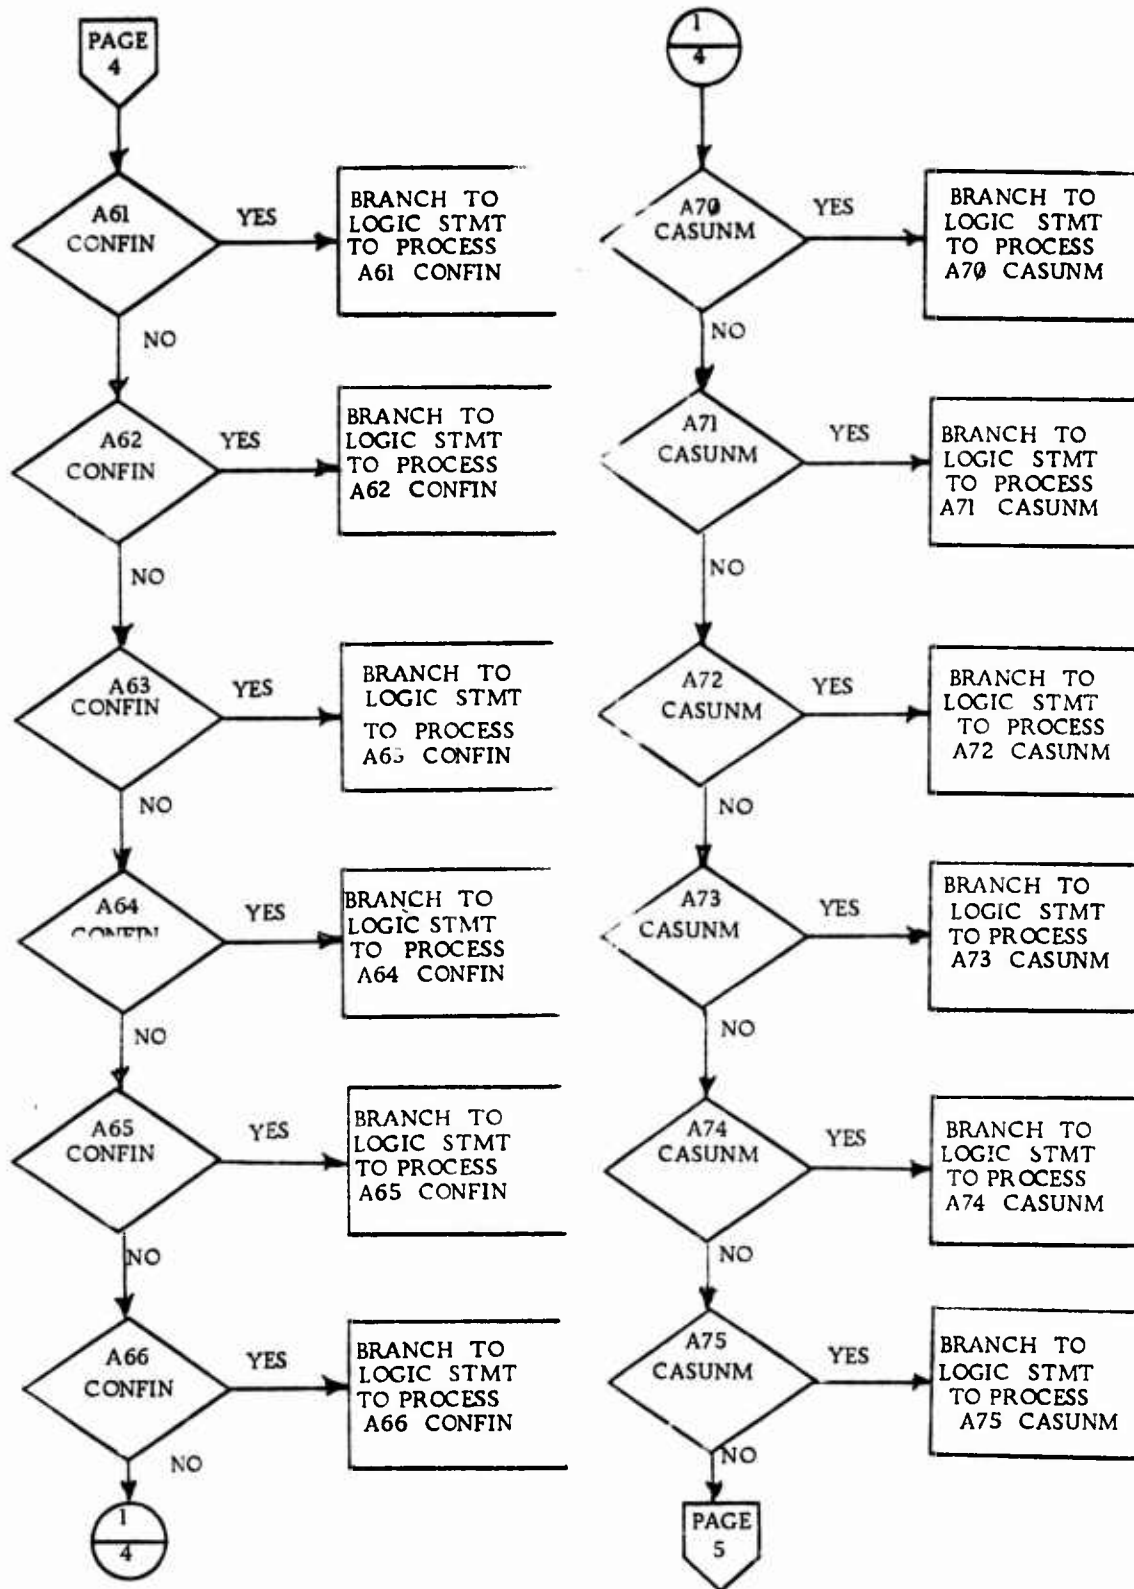 PAGE
4
A61
CONFIN
YES
BRANCH TO
LOGIC STMT
TO PROCESS
A61 CONFIN
NO
A62
CONFIN
YES
BRANCH TO
LOGIC STMT
TO PROCESS
A62 CONFIN
NO
A63
CONFIN
YES
BRANCH TO
LOGIC STMT
TO PROCESS
A63 CONFIN
NO
A64
CONFIN
YES
BRANCH TO
LOGIC STMT
TO PROCESS
A64 CONFIN
NO
A65
CONFIN
YES
BRANCH TO
LOGIC STMT
TO PROCESS
A65 CONFIN
NO
A66
CONFIN
YES
BRANCH TO
LOGIC STMT
TO PROCESS
A66 CONFIN
NO
1
4
1
4
A7∅
CASUNM
YES
BRANCH TO
LOGIC STMT
TO PROCESS
A7∅ CASUNM
NO
A71
CASUNM
YES
BRANCH TO
LOGIC STMT
TO PROCESS
A71 CASUNM
NO
A72
CASUNM
YES
BRANCH TO
LOGIC STMT
TO PROCESS
A72 CASUNM
NO
A73
CASUNM
YES
BRANCH TO
LOGIC STMT
TO PROCESS
A73 CASUNM
NO
A74
CASUNM
YES
BRANCH TO
LOGIC STMT
TO PROCESS
A74 CASUNM
NO
A75
CASUNM
YES
BRANCH TO
LOGIC STMT
TO PROCESS
A75 CASUNM
NO
PAGE
5